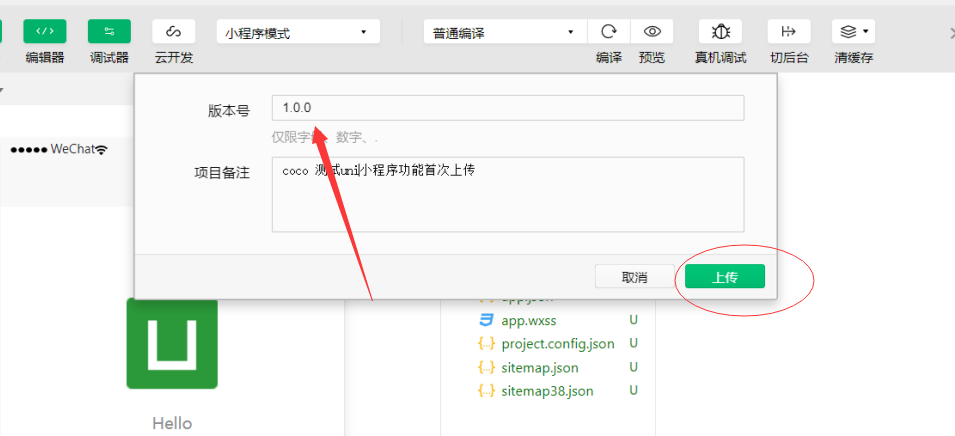 小程序模式
普通编译
编辑器 调试器 云开发 编译 预览 真机调试 切后台 清缓存
版本号 1.0.0
仅限字 、数字、.
WeChat
项目备注 coco 测试uni小程序功能首次上传
取消 上传
app.json
app.wxss U
project.config.json U
sitemap.json U
sitemap38.json U
Hello